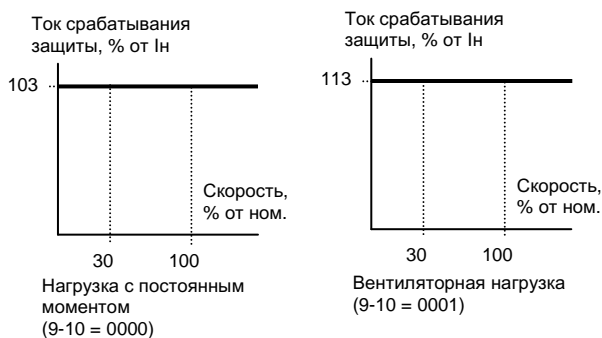 Ток срабатывания
защиты, % от Iн
103
Скорость,
% от ном.
30 100
Нагрузка с постоянным
моментом
(9-10 = 0000)
Ток срабатывания
защиты, % от Iн
113
Скорость,
% от ном.
30 100
Вентиляторная нагрузка
(9-10 = 0001)